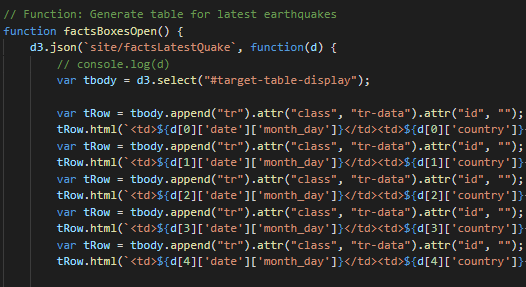 // Function: Generate table for latest earthquakes
function factsBoxesOpen() {
d3.json(`site/factsLatestQuake`, function(d) {
// console.log(d)
var tbody = d3.select("#target-table-display");
var tRow = tbody.append("tr").attr("class", "tr-data").attr("id", "");
tRow.html(`<td>${d[0]['date']['month_day']}</td><td>${d[0]['country']}
var tRow = tbody.append("tr").attr("class", "tr-data").attr("id", "");
tRow.html(`<td>${d[1]['date']['month_day']}</td><td>${d[1]['country']}
var tRow = tbody.append("tr").attr("class", "tr-data").attr("id", "");
tRow.html(`<td>${d[2]['date']['month_day']}</td><td>${d[2]['country']}
var tRow = tbody.append("tr").attr("class", "tr-data").attr("id", "");
tRow.html(`<td>${d[3]['date']['month_day']}</td><td>${d[3]['country']}
var tRow = tbody.append("tr").attr("class", "tr-data").attr("id", "");
tRow.html(`<td>${d[4]['date']['month_day']}</td><td>${d[4]['country']}